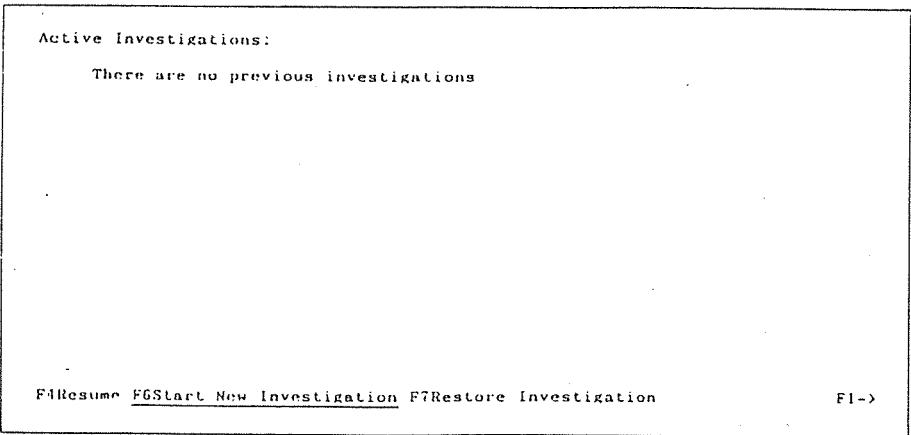 Active Investigations:
There are no previous investigations
F4Resume F6Start New Investigation F7Restore Investigation F1->